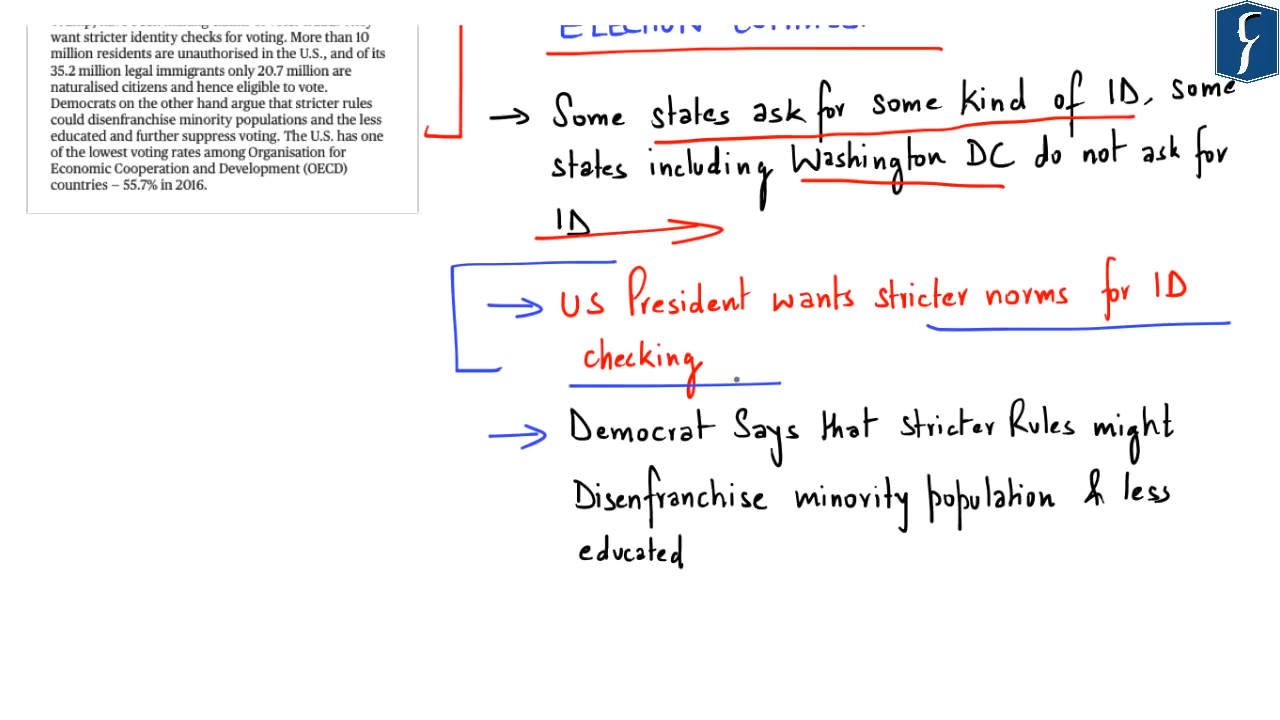 want stricter identity checks for voting. More than 10
million residents are unauthorised in the U.S., and of its
35.2 million legal immigrants only 20.7 million are
naturalised citizens and hence eligible to vote.
Democrats on the other hand argue that stricter rules
could disenfranchise minority populations and the less
educated and further suppress voting. The U.S. has one
of the lowest voting rates among Organisation for
Economic Cooperation and Development (OECD)
countries – 55.7% in 2016.
→ Some states ask for some kind of ID, some
states including Washington DC do not ask for
ID
→ US President wants stricter norms for ID
checking
→ Democrat Says that stricter Rules might
Disenfranchise minority population & less
educated